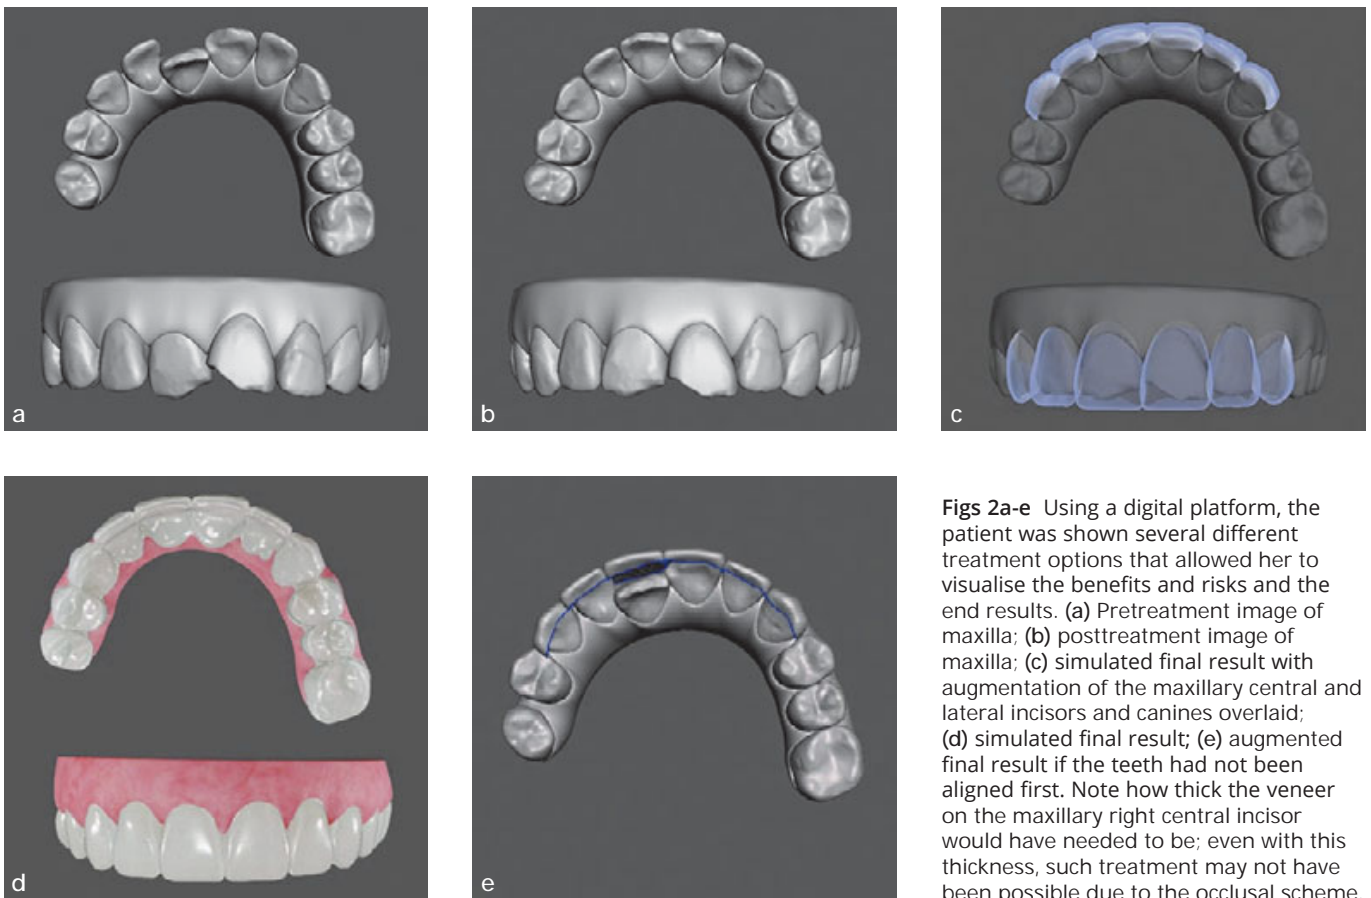 a
b
c
d
e
Figs 2a-e Using a digital platform, the
patient was shown several different
treatment options that allowed her to
visualise the benefits and risks and the
end results. (a) Pretreatment image of
maxilla; (b) posttreatment image of
maxilla; (c) simulated final result with
augmentation of the maxillary central and
lateral incisors and canines overlaid;
(d) simulated final result; (e) augmented
final result if the teeth had not been
aligned first. Note how thick the veneer
on the maxillary right central incisor
would have needed to be; even with this
thickness, such treatment may not have
been possible due to the occlusal scheme